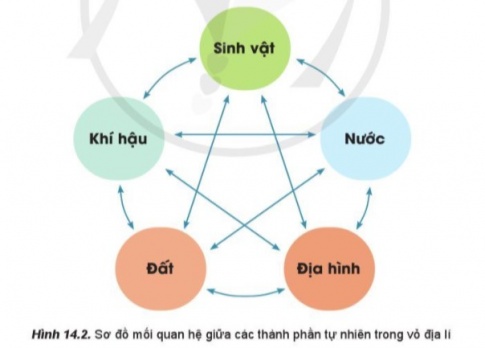 Sinh vật
Khí hậu
Nước
Đất
Địa hình
Hình 14.2. Sơ đồ mối quan hệ giữa các thành phần tự nhiên trong vỏ địa lí